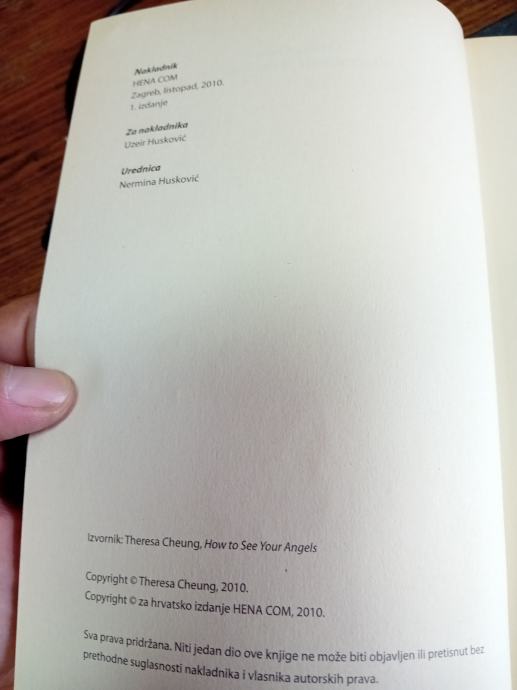 Nakladnik
HENA COM
Zagreb, listopad, 2010.
1. izdanje
Za nakladnika
Uzeir Husković
Urednica
Nermina Husković
Izvornik: Theresa Cheung, How to See Your Angels
Copyright © Theresa Cheung, 2010.
Copyright © za hrvatsko izdanje HENA COM, 2010.
Sva prava pridržana. Niti jedan dio ove knjige ne može biti objavljen ili pretisnut bez
prethodne suglasnosti nakladnika i vlasnika autorskih prava.